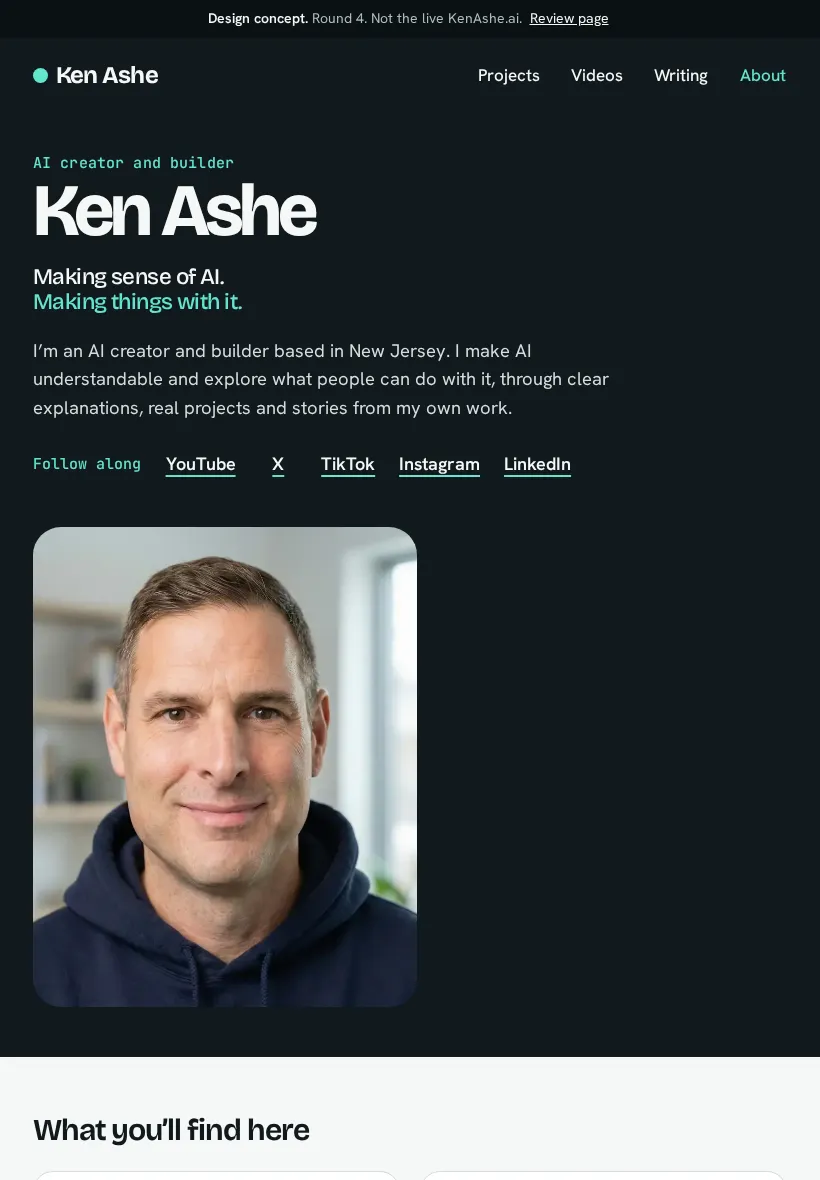 Design concept. Round 4. Not the live KenAshe.ai. Review page
Ken Ashe
Projects Videos Writing About
AI creator and builder
Ken Ashe
Making sense of AI.
Making things with it.
I’m an AI creator and builder based in New Jersey. I make AI
understandable and explore what people can do with it, through clear
explanations, real projects and stories from my own work.
Follow along YouTube X TikTok Instagram LinkedIn
What you’ll find here